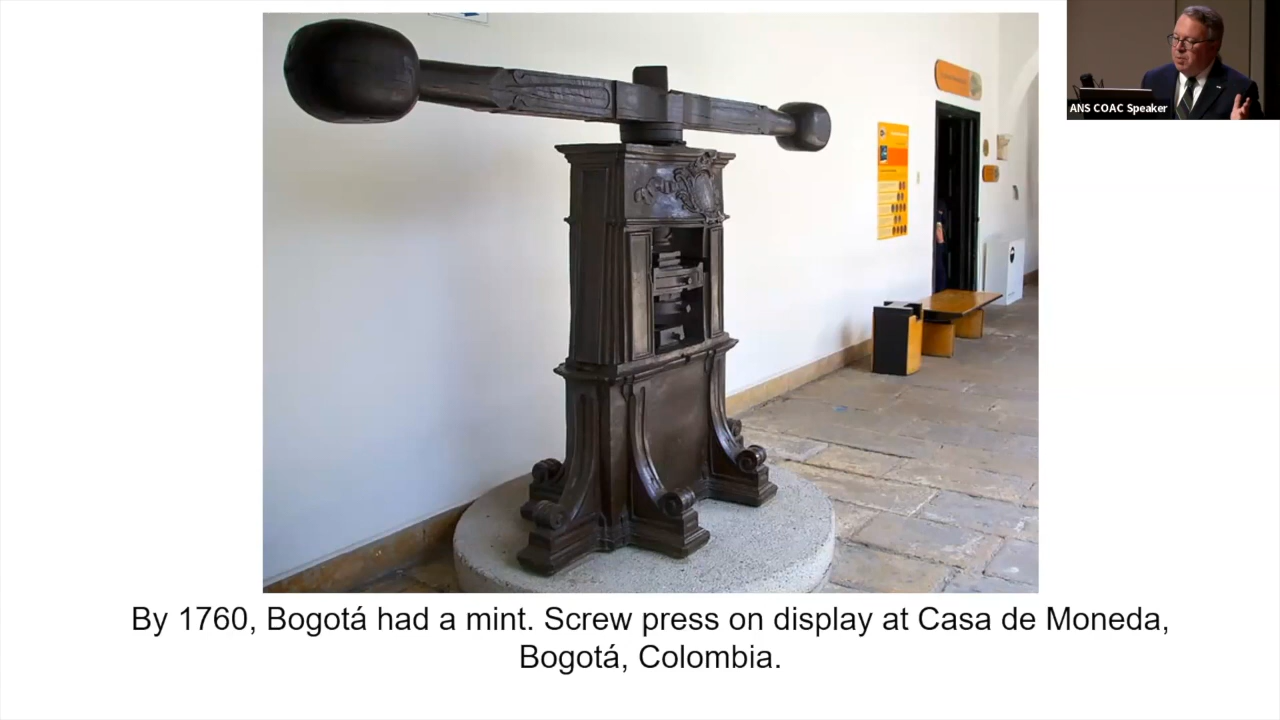 ANS COAC Speaker
By 1760, Bogotá had a mint. Screw press on display at Casa de Moneda,
Bogotá, Colombia.